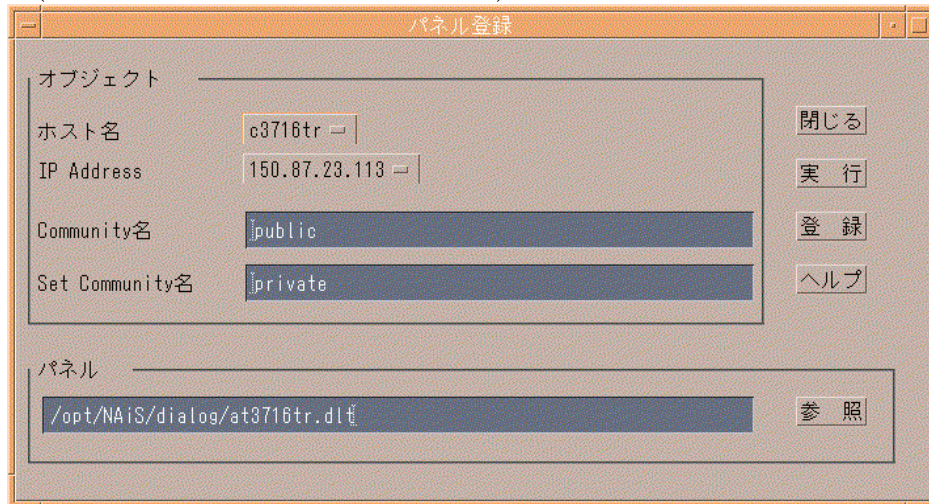 パネル登録
オブジェクト
ホスト名 c3716tr
閉じる
IP Address 150.87.23.113
実 行
Community名 public
登 録
Set Community名 private
ヘルプ
パネル
/opt/NAiS/dialog/at3716tr.dlt
参 照